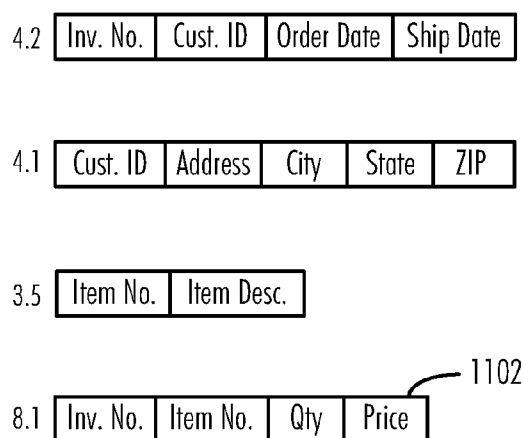 4.2 Inv. No. Cust. ID Order Date Ship Date
4.1 Cust. ID Address City State ZIP
3.5 Item No. Item Desc.
1102
8.1 Inv. No. Item No. Qty Price